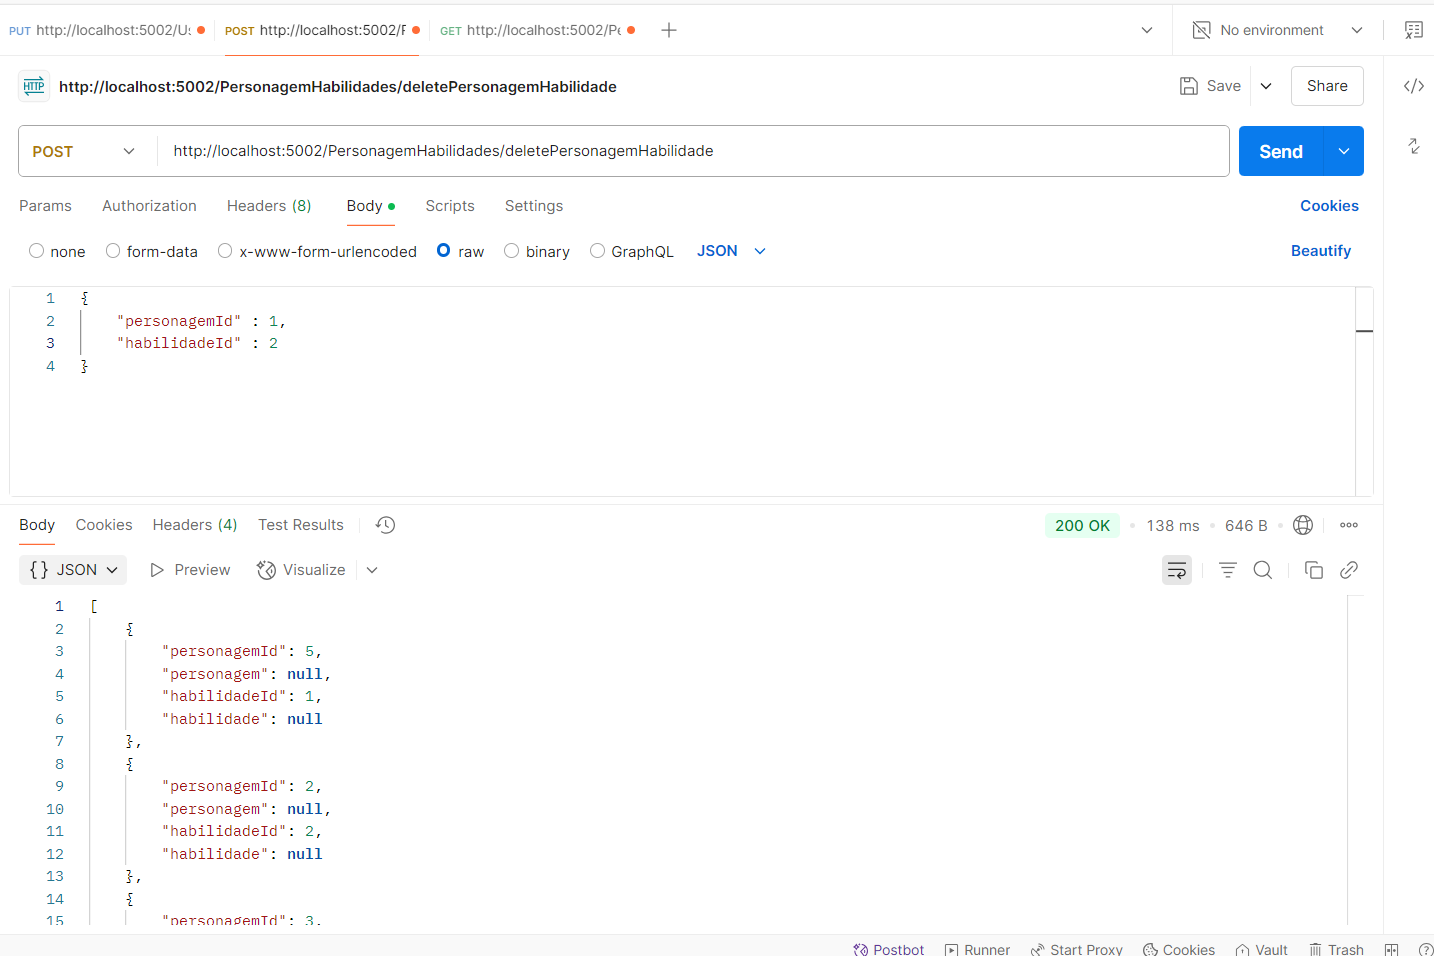 PUT http://localhost:5002/Us POST http://localhost:5002/P GET http://localhost:5002/Pe No environment
HTTP http://localhost:5002/PersonagemHabilidades/deletePersonagemHabilidade Save Share
POST http://localhost:5002/PersonagemHabilidades/deletePersonagemHabilidade Send
Params Authorization Headers (8) Body Scripts Settings Cookies
none form-data x-www-form-urlencoded raw binary GraphQL JSON Beautify
1 {
2 "personagemId" : 1,
3 "habilidadeId" : 2
4 }
Body Cookies Headers (4) Test Results 200 OK 138 ms 646 B
{} JSON Preview Visualize
1 [
2 {
3 "personagemId": 5,
4 "personagem": null,
5 "habilidadeId": 1,
6 "habilidade": null
7 },
8 {
9 "personagemId": 2,
10 "personagem": null,
11 "habilidadeId": 2,
12 "habilidade": null
13 },
14 {
15 "personagemId": 3,
Postbot Runner Start Proxy Cookies Vault Trash